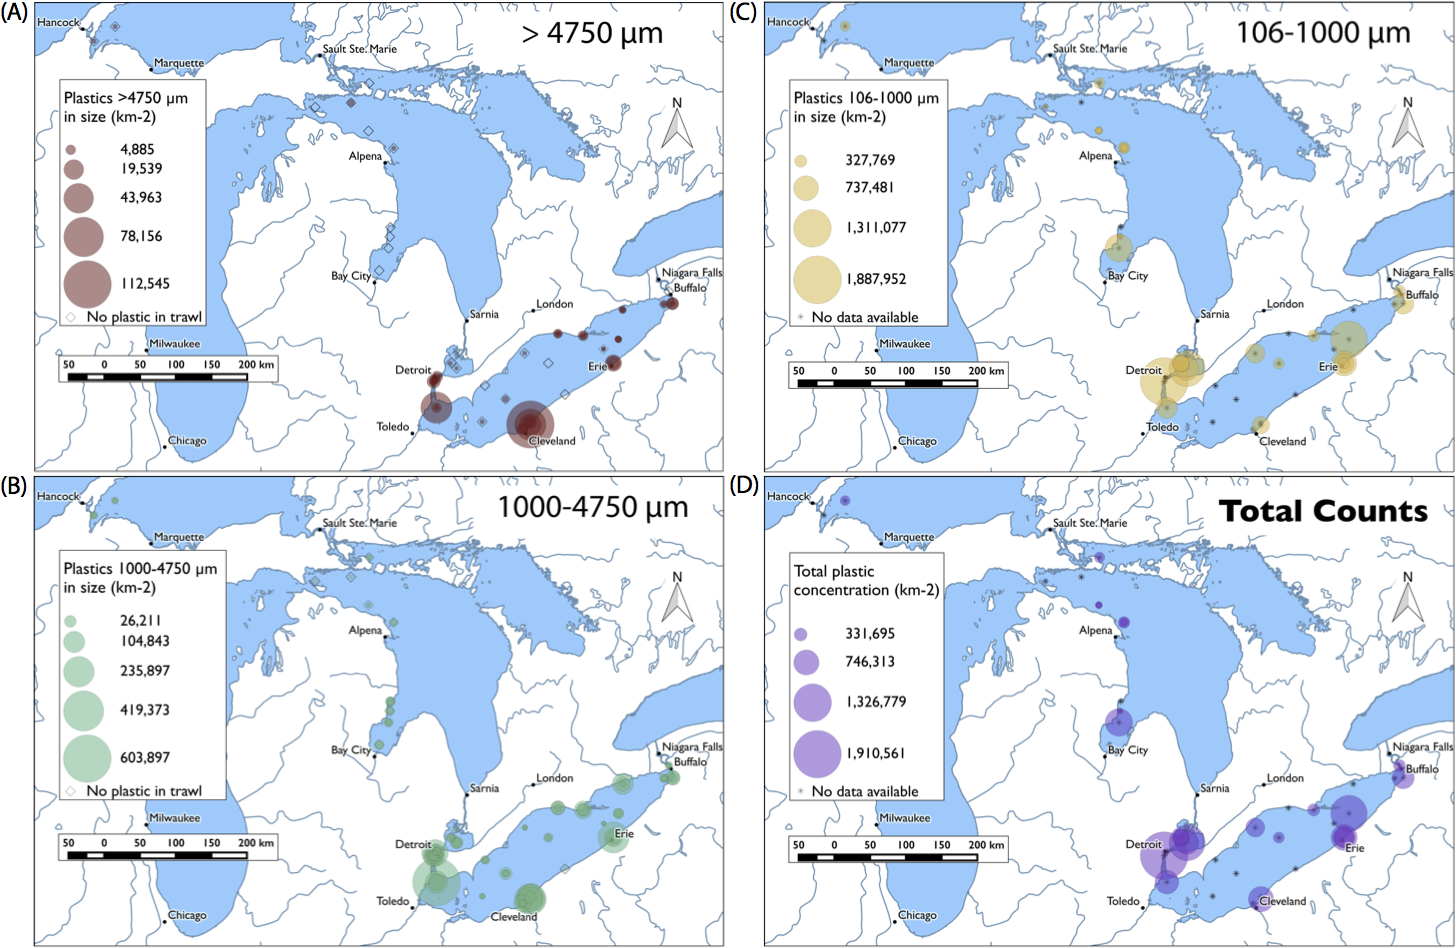 (A)
> 4750 µm
Hancock
Sault Ste. Marie
Marquette
Plastics >4750 µm
in size (km-2)
4,885
19,539
43,963
78,156
112,545
No plastic in trawl
N
Alpena
Bay City
Niagara Falls
Buffalo
London
Sarnia
Milwaukee
50 0 50 100 150 200 km
Detroit
Erie
Toledo
Cleveland
Chicago
(C)
106-1000 µm
Hancock
Sault Ste. Marie
Marquette
Plastics 106-1000 µm
in size (km-2)
327,769
737,481
1,311,077
1,887,952
No data available
N
Alpena
Bay City
Niagara Falls
Buffalo
London
Sarnia
Milwaukee
50 0 50 100 150 200 km
Detroit
Erie
Toledo
Cleveland
Chicago
(B)
1000-4750 µm
Hancock
Sault Ste. Marie
Marquette
Plastics 1000-4750 µm
in size (km-2)
26,211
104,843
235,897
419,373
603,897
No plastic in trawl
N
Alpena
Bay City
Niagara Falls
Buffalo
London
Sarnia
Milwaukee
50 0 50 100 150 200 km
Detroit
Erie
Toledo
Cleveland
Chicago
(D)
Total Counts
Hancock
Sault Ste. Marie
Marquette
Total plastic
concentration (km-2)
331,695
746,313
1,326,779
1,910,561
No data available
N
Alpena
Bay City
Niagara Falls
Buffalo
London
Sarnia
Milwaukee
50 0 50 100 150 200 km
Detroit
Erie
Toledo
Cleveland
Chicago